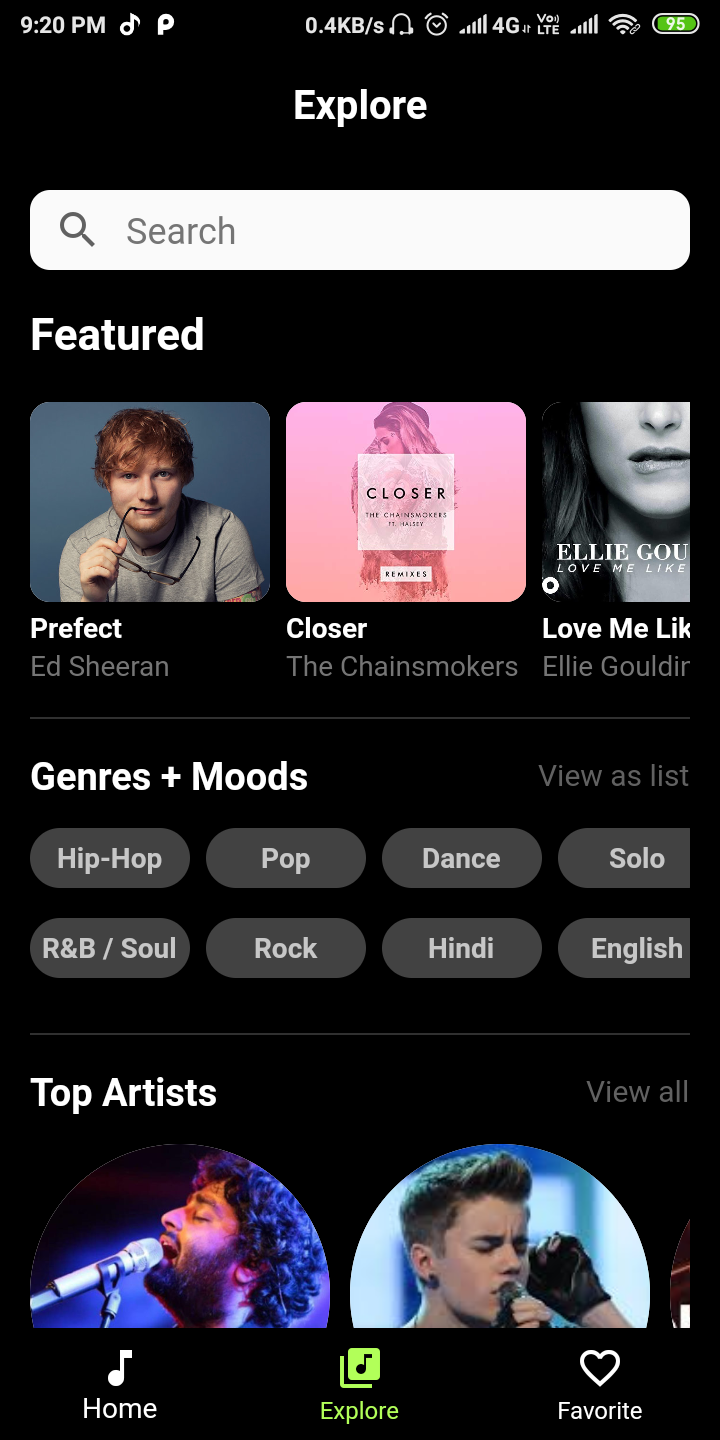 9:20 PM 0.4KB/s 4G Vo) LTE 95
Explore
Search
Featured
CLOSER
THE CHAINSMOKERS
FT. HALSEY
REMIXES
ELLIE GOU
LOVE ME LIKE
Prefect Closer Love Me Lik
Ed Sheeran The Chainsmokers Ellie Gouldin
Genres + Moods View as list
Hip-Hop Pop Dance Solo
R&B / Soul Rock Hindi English
Top Artists View all
Home Explore Favorite